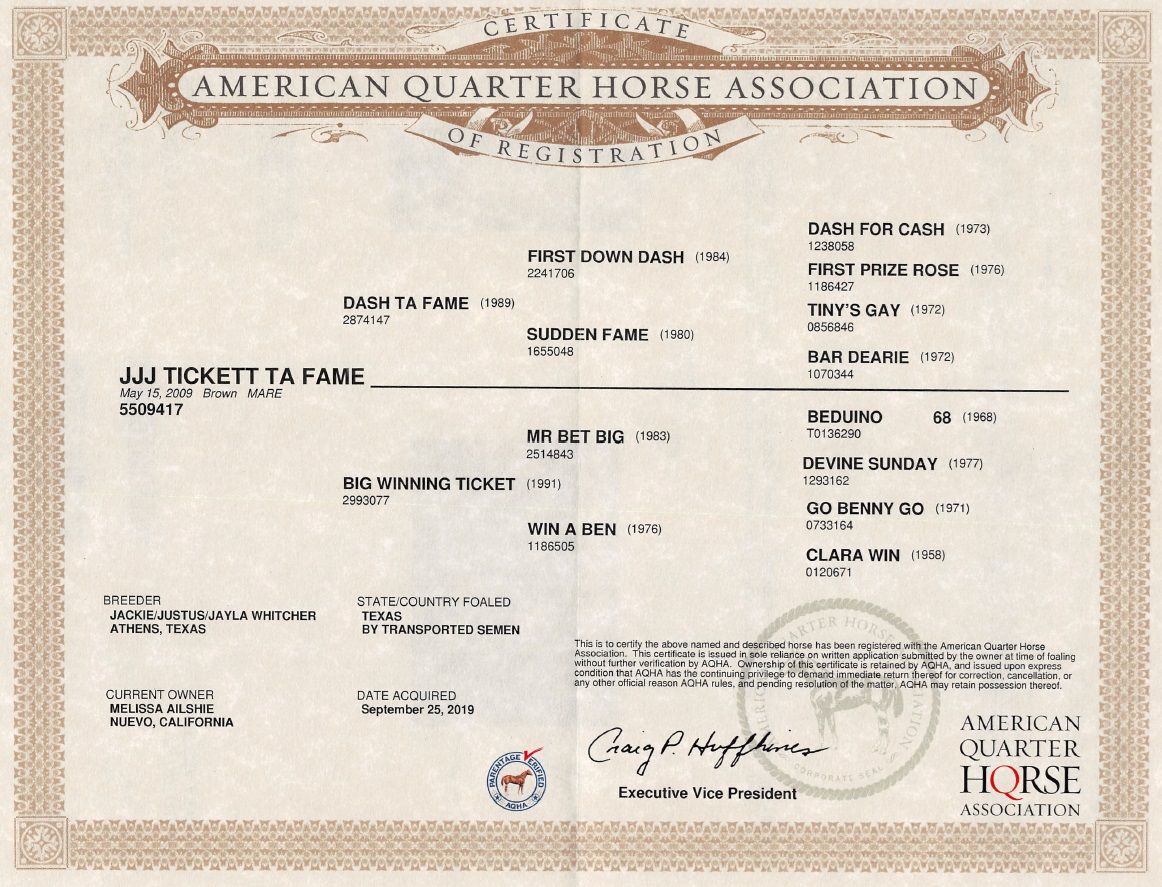 CERTIFICATE
AMERICAN QUARTER HORSE ASSOCIATION
OF REGISTRATION
DASH FOR CASH (1973)
1238058
FIRST DOWN DASH (1984)
2241706
FIRST PRIZE ROSE (1976)
1186427
DASH TA FAME (1989)
2874147
TINY'S GAY (1972)
0856846
SUDDEN FAME (1980)
1655048
BAR DEARIE (1972)
1070344
JJJ TICKETT TA FAME
May 15, 2009 Brown MARE
5509417
BEDUINO 68 (1968)
T0136290
MR BET BIG (1983)
2514843
DEVINE SUNDAY (1977)
1293162
BIG WINNING TICKET (1991)
2993077
GO BENNY GO (1971)
0733164
WIN A BEN (1976)
1186505
CLARA WIN (1958)
0120671
BREEDER
JACKIE/JUSTUS/JAYLA WHITCHER
ATHENS, TEXAS
STATE/COUNTRY FOALED
TEXAS
BY TRANSPORTED SEMEN
This is to certify the above named and described horse has been registered with the American Quarter Horse
Association. This certificate is issued in sole reliance on written application submitted by the owner at time of foaling
without further verification by AQHA. Ownership of this certificate is retained by AQHA, and issued upon express
condition that AQHA has the continuing privilege to demand immediate return thereof for correction, cancellation, or
any other official reason AQHA rules, and pending resolution of the matter, AQHA may retain possession thereof.
CURRENT OWNER
MELISSA AILSHIE
NUEVO, CALIFORNIA
DATE ACQUIRED
September 25, 2019
PARENTAGE VERIFIED
AQHA
Craig P. Huffhines
Executive Vice President
CORPORATE SEAL
AMERICAN
QUARTER
HORSE
ASSOCIATION